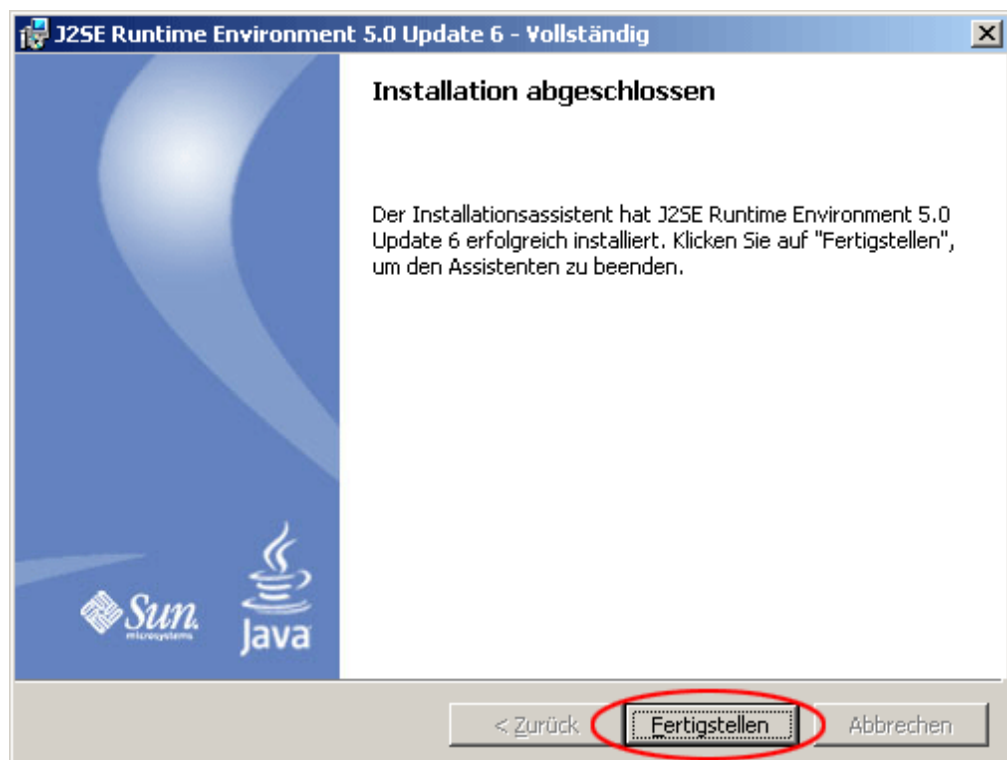 J2SE Runtime Environment 5.0 Update 6 - Vollständig
Installation abgeschlossen
Der Installationsassistent hat J2SE Runtime Environment 5.0
Update 6 erfolgreich installiert. Klicken Sie auf "Fertigstellen",
um den Assistenten zu beenden.
Sun
microsystems
Java
< Zurück
Fertigstellen
Abbrechen